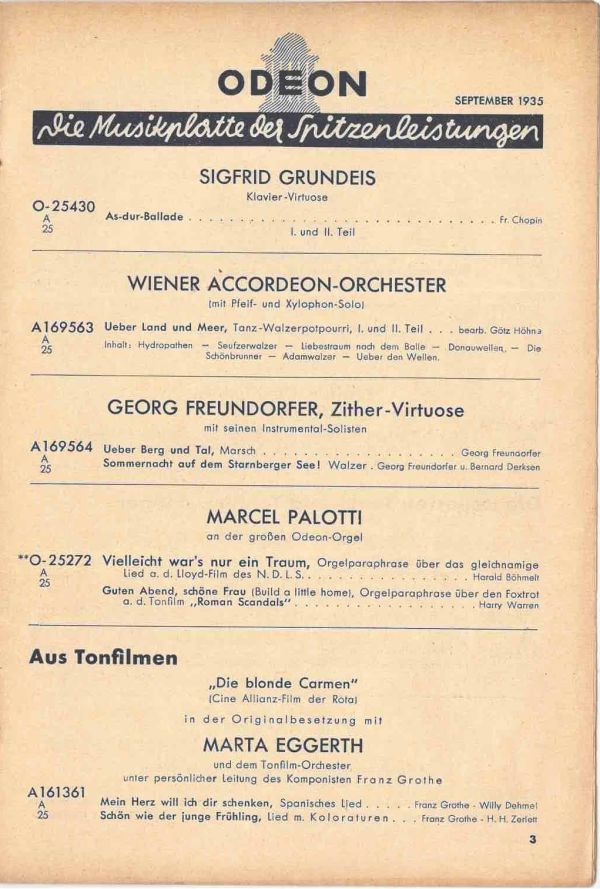 ODEON
SEPTEMBER 1935
Die Musikplatte der Spitzenleistungen
SIGFRID GRUNDEIS
Klavier-Virtuose
O-25430
A
25
As-dur-Ballade . . . . . . . . . . . . . . . . . . . . . . . . . . . . Fr. Chopin
I. und II. Teil
WIENER ACCORDEON-ORCHESTER
(mit Pfeif- und Xylophon-Solo)
A169563
A
25
Ueber Land und Meer, Tanz-Walzerpotpourri, I. und II. Teil . . . bearb. Götz Höhna
Inhalt: Hydropathen — Seufzerwalzer — Liebestraum nach dem Balle — Donauwellen — Die
Schönbrunner — Adamwalzer — Ueber den Wellen.
GEORG FREUNDORFER, Zither-Virtuose
mit seinen Instrumental-Solisten
A169564
A
25
Ueber Berg und Tal, Marsch . . . . . . . . . . . . . . . . . . Georg Freundorfer
Sommernacht auf dem Starnberger See! Walzer . Georg Freundorfer u. Bernard Derksen
MARCEL PALOTTI
an der großen Odeon-Orgel
**O-25272
A
25
Vielleicht war's nur ein Traum, Orgelparaphrase über das gleichnamige
Lied a. d. Lloyd-Film des N. D. L. S. . . . . . . . . . . . . . . . . Harald Böhmelt
Guten Abend, schöne Frau (Build a little home), Orgelparaphrase über den Foxtrot
a. d. Tonfilm „Roman Scandals" . . . . . . . . . . . . . . . . . Harry Warren
Aus Tonfilmen
„Die blonde Carmen"
(Cine Allianz-Film der Rota)
in der Originalbesetzung mit
MARTA EGGERTH
und dem Tonfilm-Orchester
unter persönlicher Leitung des Komponisten Franz Grothe
A161361
A
25
Mein Herz will ich dir schenken, Spanisches Lied . . . . . Franz Grothe - Willy Dehmel
Schön wie der junge Frühling, Lied m. Koloraturen . . . Franz Grothe - H. H. Zerlett
3